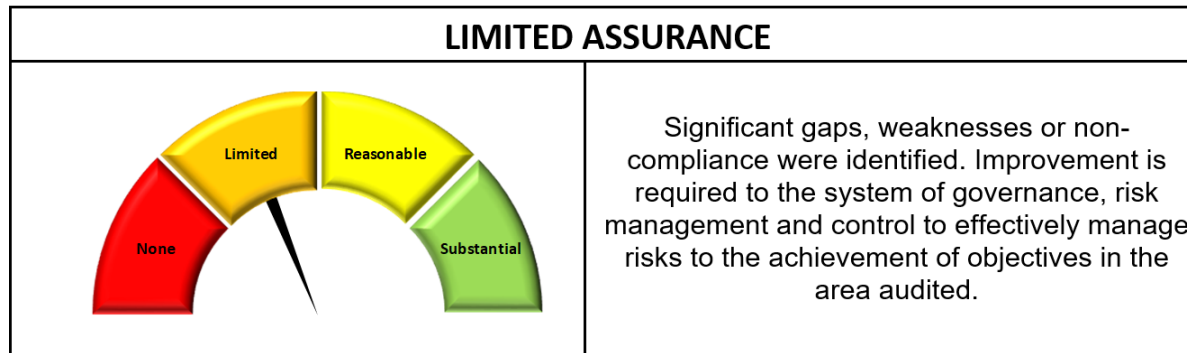 LIMITED ASSURANCE
Limited
Reasonable
None
Substantial
Significant gaps, weaknesses or non-
compliance were identified. Improvement is
required to the system of governance, risk
management and control to effectively manage
risks to the achievement of objectives in the
area audited.